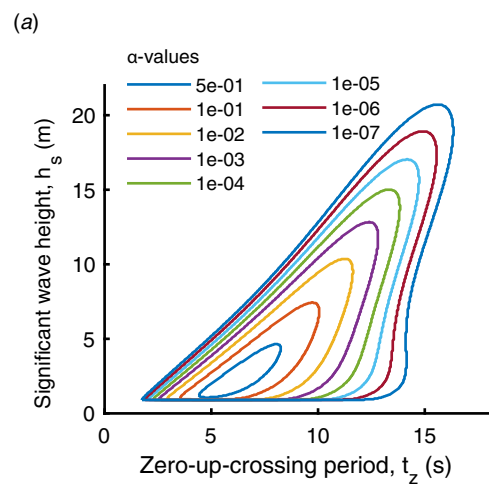 (a)
α-values
5e-01
1e-01
1e-02
1e-03
1e-04
1e-05
1e-06
1e-07
Significant wave height, h_s (m)
20
15
10
5
0
0 5 10 15
Zero-up-crossing period, t_z (s)